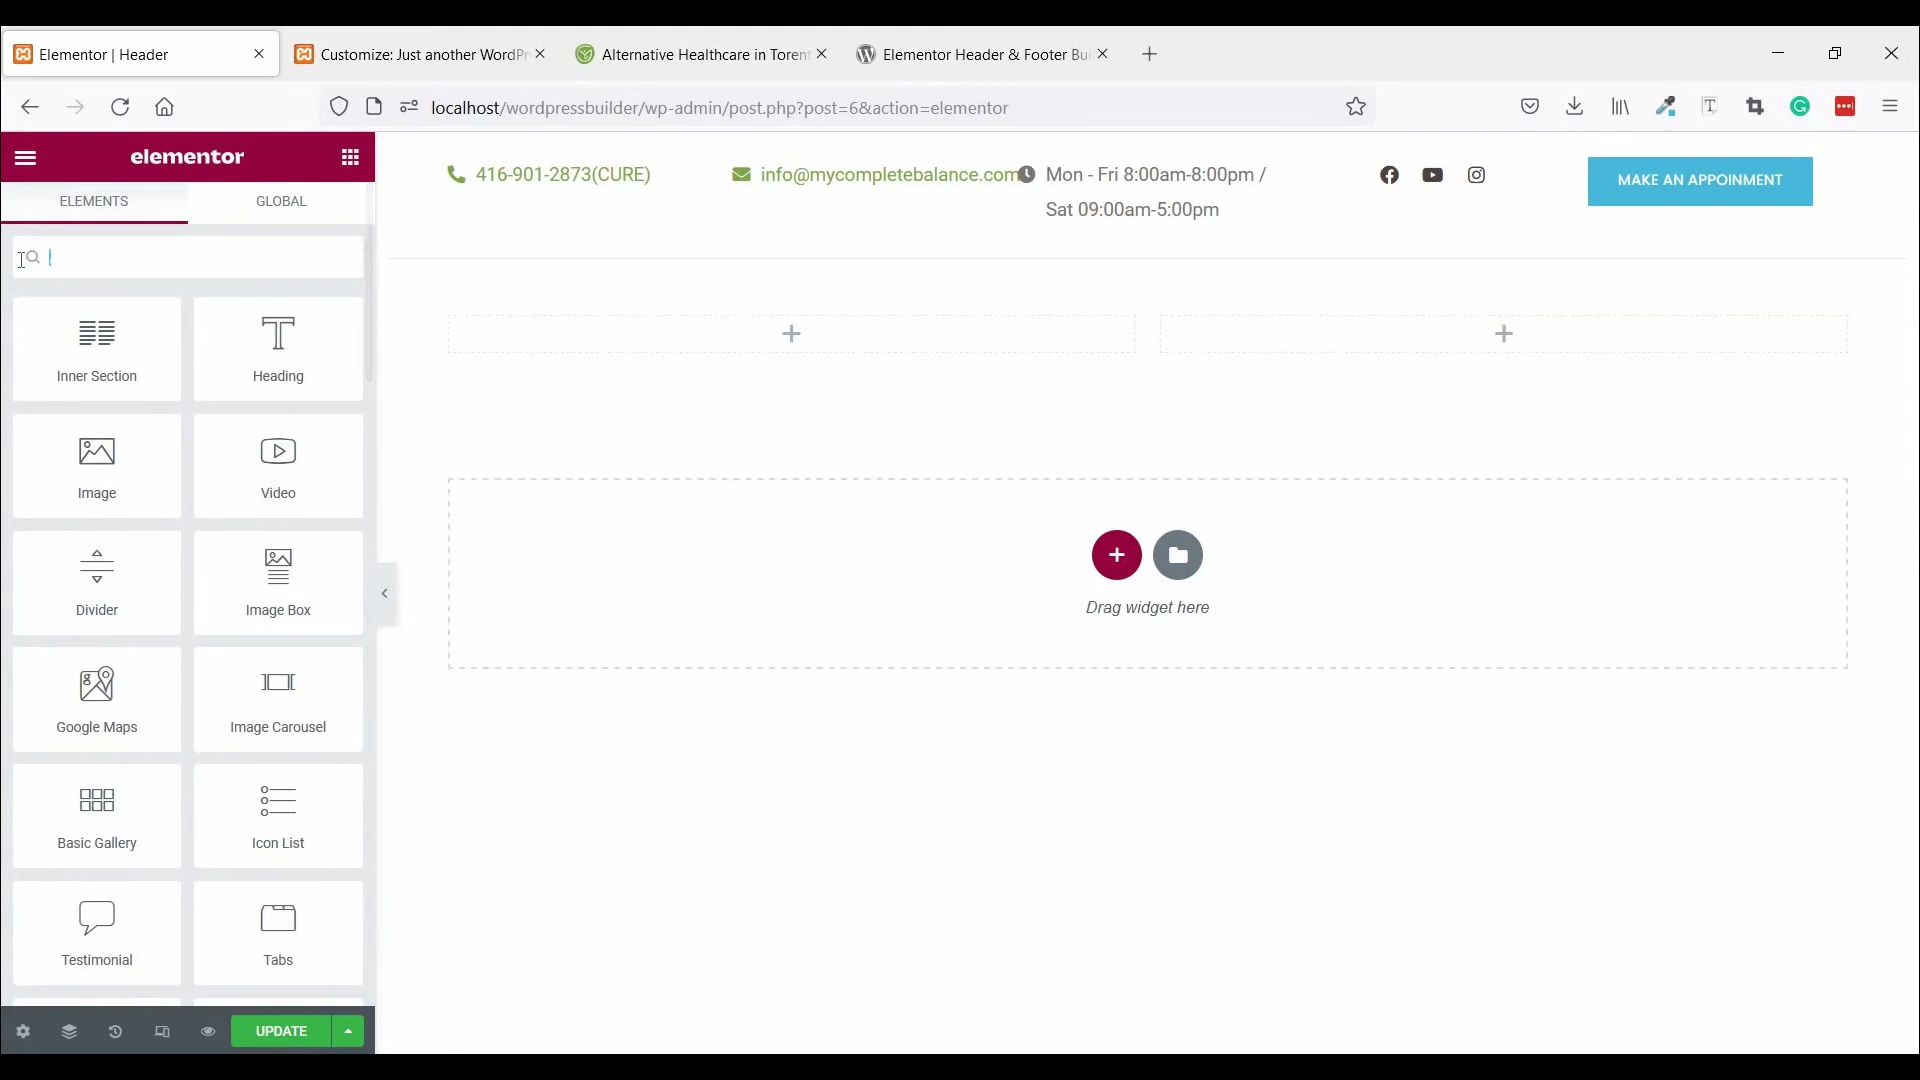 Elementor | Header
Customize: Just another WordPr
Alternative Healthcare in Toront
Elementor Header & Footer Bui
localhost/wordpressbuilder/wp-admin/post.php?post=6&action=elementor
elementor
ELEMENTS
GLOBAL
Inner Section
Heading
Image
Video
Divider
Image Box
Google Maps
Image Carousel
Basic Gallery
Icon List
Testimonial
Tabs
UPDATE
416-901-2873(CURE)
info@mycompletebalance.com
Mon - Fri 8:00am-8:00pm /
Sat 09:00am-5:00pm
MAKE AN APPOINMENT
Drag widget here